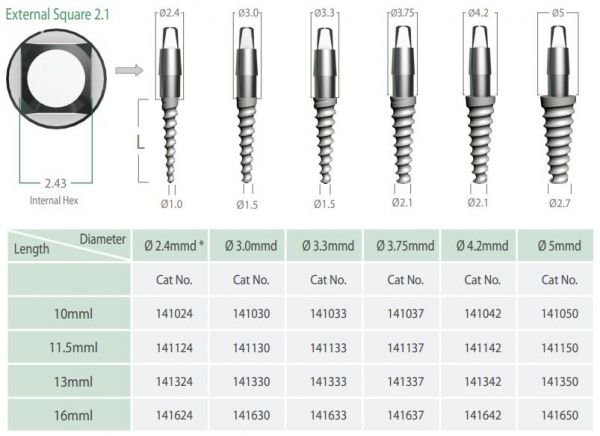 External Square 2.1
Ø2.4 Ø3.0 Ø3.3 Ø3.75 Ø4.2 Ø5
L
2.43
Internal Hex
Ø1.0 Ø1.5 Ø1.5 Ø2.1 Ø2.1 Ø2.7
Diameter
Length
Ø 2.4mmd * Ø 3.0mmd Ø 3.3mmd Ø 3.75mmd Ø 4.2mmd Ø 5mmd
Cat No. Cat No. Cat No. Cat No. Cat No. Cat No.
10mml 141024 141030 141033 141037 141042 141050
11.5mml 141124 141130 141133 141137 141142 141150
13mml 141324 141330 141333 141337 141342 141350
16mml 141624 141630 141633 141637 141642 141650